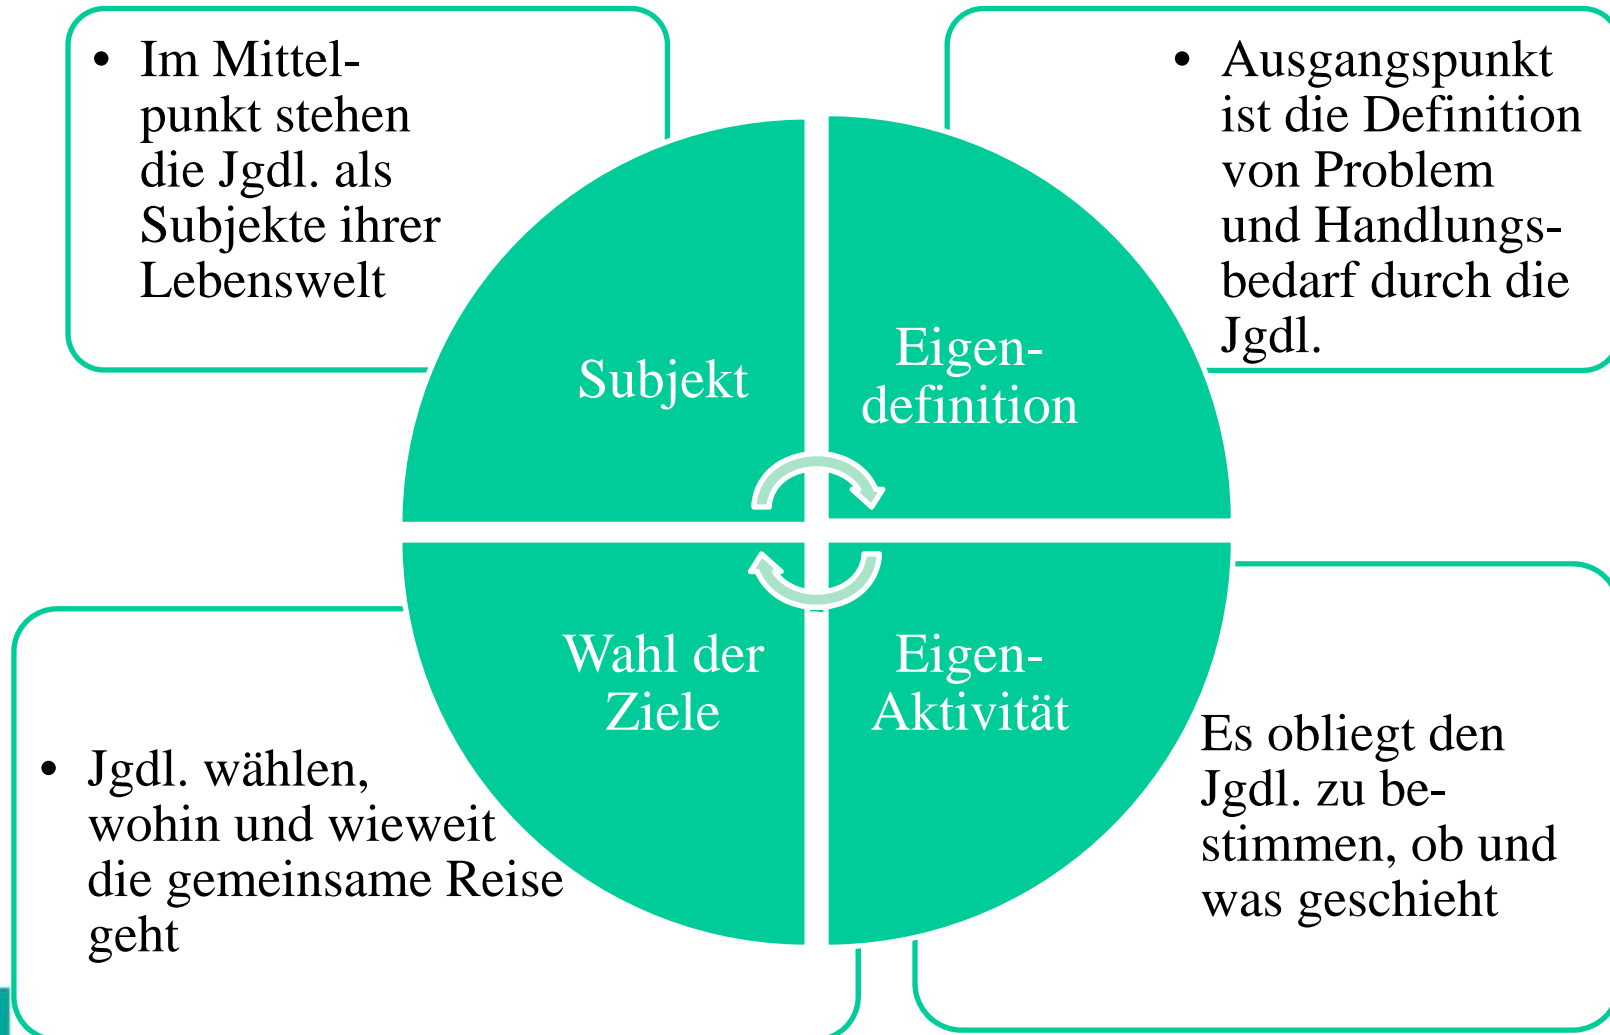 • Im Mittel-
punkt stehen
die Jgdl. als
Subjekte ihrer
Lebenswelt
• Ausgangspunkt
ist die Definition
von Problem
und Handlungs-
bedarf durch die
Jgdl.
Subjekt
Eigen-
definition
Wahl der
Ziele
Eigen-
Aktivität
• Jgdl. wählen,
wohin und wieweit
die gemeinsame Reise
geht
Es obliegt den
Jgdl. zu be-
stimmen, ob und
was geschieht